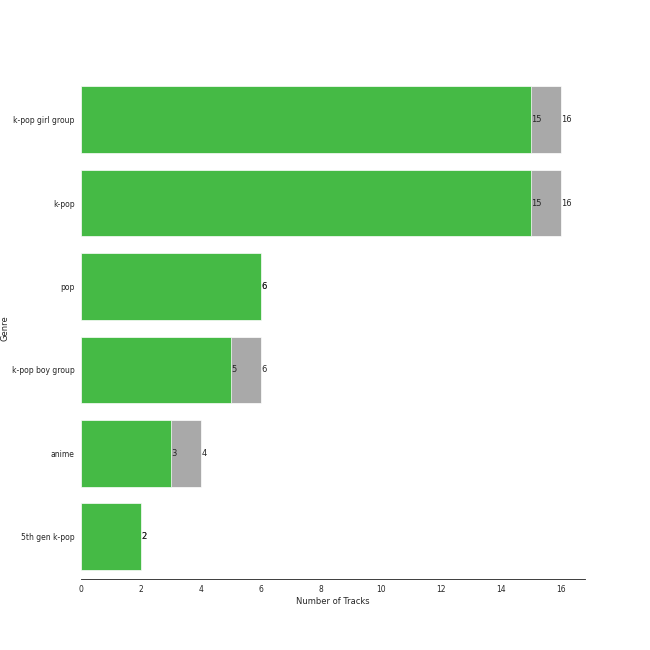 k-pop girl group 15 16
k-pop 15 16
pop 6
k-pop boy group 5 6
anime 3 4
5th gen k-pop 2
Genre
0 2 4 6 8 10 12 14 16
Number of Tracks